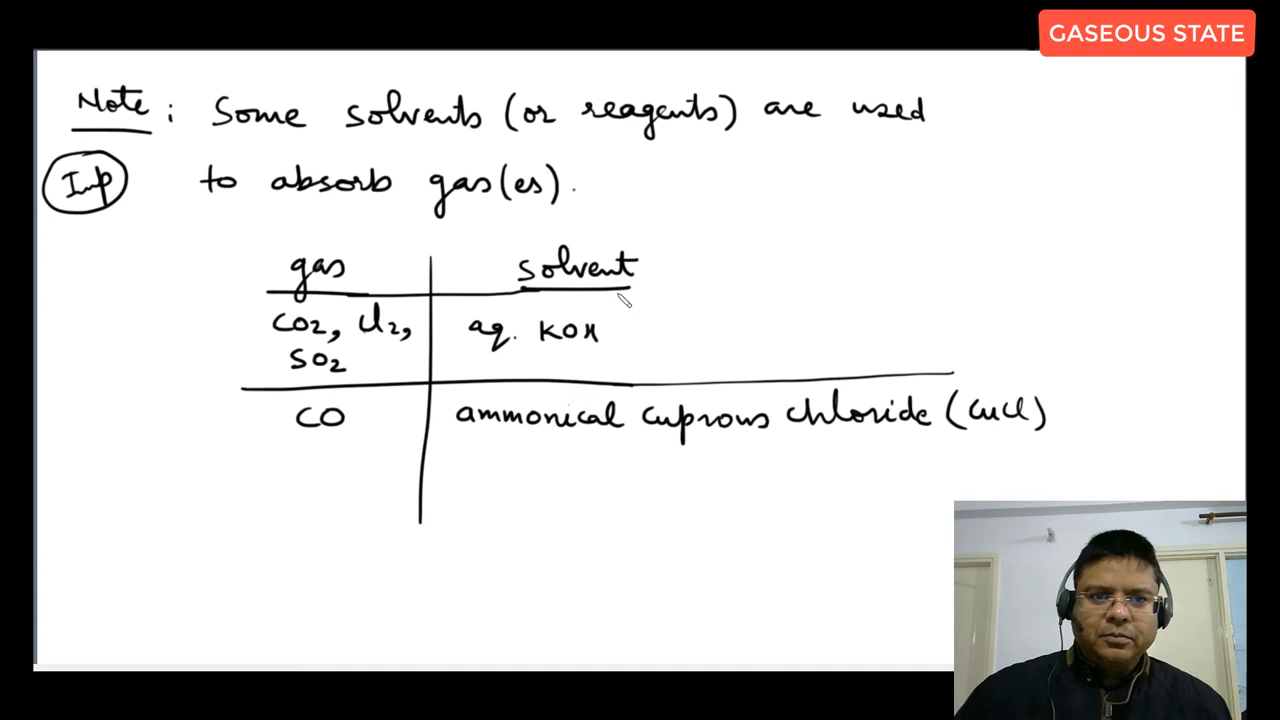 GASEOUS STATE
Note: Some solvents (or reagents) are used
Imp to absorb gas(es).
gas solvent
CO2, Cl2, aq. KOH
SO2
CO ammonical cuprous chloride (CuCl)